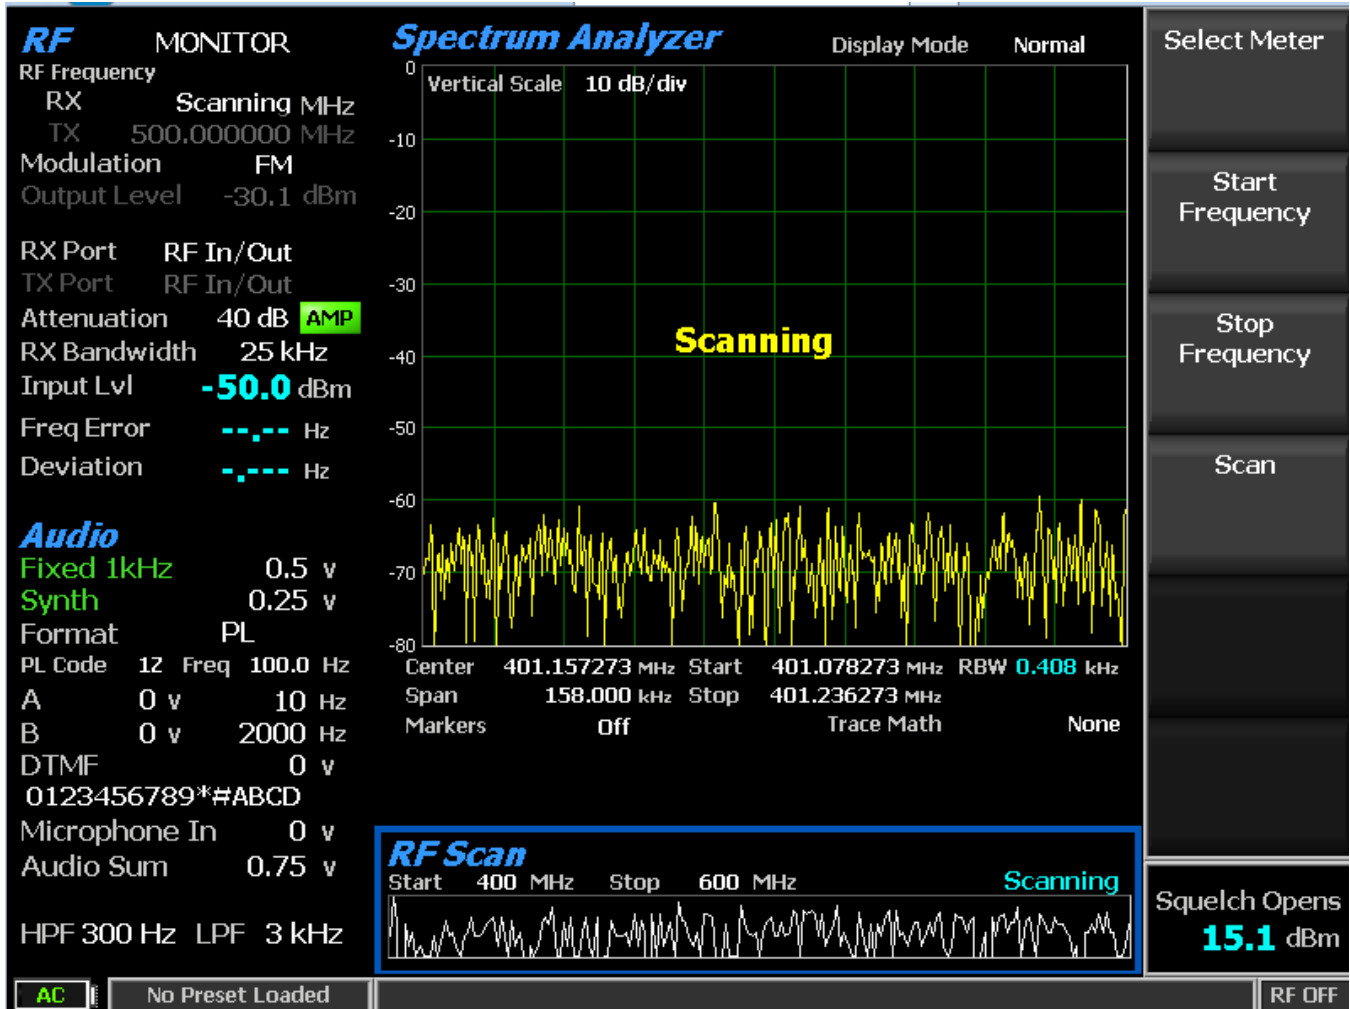 RF MONITOR
RF Frequency
RX Scanning MHz
TX 500.000000 MHz
Modulation FM
Output Level -30.1 dBm
RX Port RF In/Out
TX Port RF In/Out
Attenuation 40 dB AMP
RX Bandwidth 25 kHz
Input Lvl -50.0 dBm
Freq Error --.-- Hz
Deviation -.--- Hz
Audio
Fixed 1kHz 0.5 v
Synth 0.25 v
Format PL
PL Code 1Z Freq 100.0 Hz
A 0 v 10 Hz
B 0 v 2000 Hz
DTMF 0 v
0123456789*#ABCD
Microphone In 0 v
Audio Sum 0.75 v
HPF 300 Hz LPF 3 kHz
Spectrum Analyzer Display Mode Normal
Vertical Scale 10 dB/div
0
-10
-20
-30
-40
-50
-60
-70
-80
Scanning
Center 401.157273 MHz Start 401.078273 MHz RBW 0.408 kHz
Span 158.000 kHz Stop 401.236273 MHz
Markers Off Trace Math None
RF Scan
Start 400 MHz Stop 600 MHz Scanning
Select Meter
Start
Frequency
Stop
Frequency
Scan
Squelch Opens
15.1 dBm
AC No Preset Loaded RF OFF